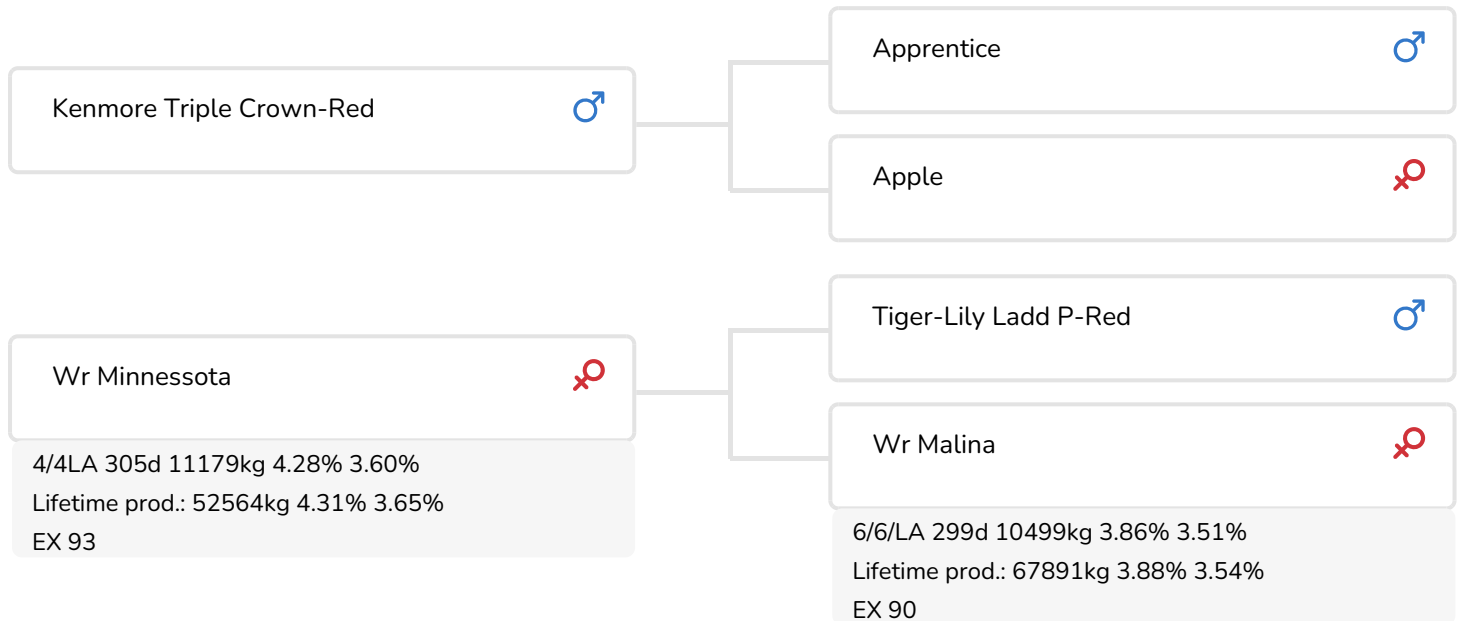 Kenmore Triple Crown-Red
Apprentice
Apple
Wr Minnessota
4/4LA 305d 11179kg 4.28% 3.60%
Lifetime prod.: 52564kg 4.31% 3.65%
EX 93
Tiger-Lily Ladd P-Red
Wr Malina
6/6/LA 299d 10499kg 3.86% 3.51%
Lifetime prod.: 67891kg 3.88% 3.54%
EX 90